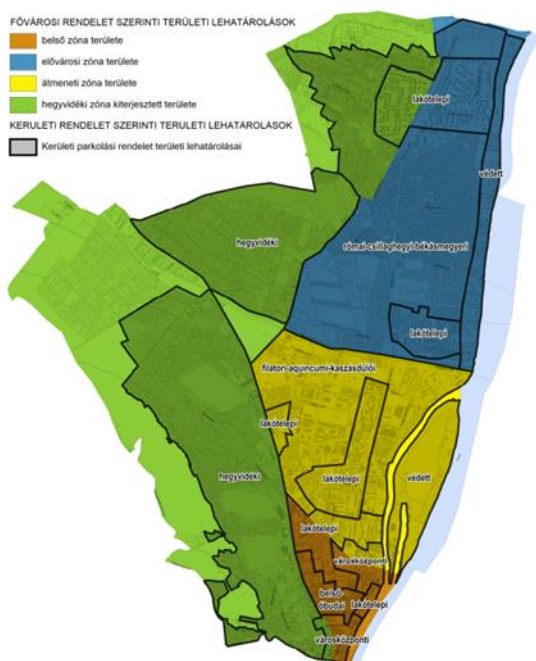 FŐVÁROSI RENDELET SZERINTI TERÜLETI LEHATÁROLÁSOK
belső zóna területe
elővárosi zóna területe
átmeneti zóna területe
hegyvidéki zóna kiterjesztett területe
KERÜLETI RENDELET SZERINTI TERÜLETI LEHATÁROLÁSOK
Kerületi parkolási rendelet területi lehatárolásai
lakótelepi
védett
hegyvidéki
római-csillaghegyi-békásmegyeri
lakótelepi
filatori-aquincumi-kaszásdűlői
lakótelepi
hegyvidéki
lakótelepi
védett
lakótelepi
városközponti
belső-
óbudai
lakótelepi
városközponti